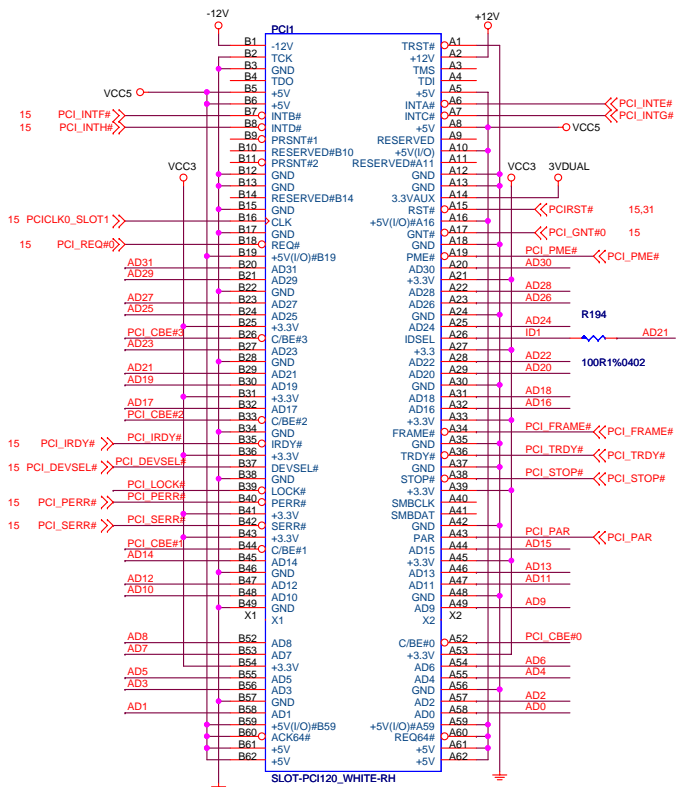 -12V +12V
PCI1
B1 -12V TRST# A1
B2 TCK +12V A2
B3 GND TMS A3
B4 TDO TDI A4
VCC5 B5 +5V +5V A5
B6 +5V INTA# A6 PCI_INTE#
15 PCI_INTF# B7 INTB# INTC# A7 PCI_INTG#
15 PCI_INTH# B8 INTD# +5V A8 VCC5
B9 PRSNT#1 RESERVED A9
B10 RESERVED#B10 +5V(I/O) A10
B11 PRSNT#2 RESERVED#A11 A11
VCC3 B12 GND GND A12 VCC3 3VDUAL
B13 GND GND A13
B14 RESERVED#B14 3.3VAUX A14
B15 GND RST# A15 PCIRST# 15,31
15 PCICLK0_SLOT1 B16 CLK +5V(I/O)#A16 A16
B17 GND GNT# A17 PCI_GNT#0 15
15 PCI_REQ#0 B18 REQ# GND A18
B19 +5V(I/O)#B19 PME# A19 PCI_PME# PCI_PME#
AD31 B20 AD31 AD30 A20 AD30
AD29 B21 AD29 +3.3V A21
B22 GND AD28 A22 AD28
AD27 B23 AD27 AD26 A23 AD26
AD25 B24 AD25 GND A24
B25 +3.3V AD24 A25 AD24 R194
PCI_CBE#3 B26 C/BE#3 IDSEL A26 ID1 AD21
AD23 B27 AD23 +3.3 A27
B28 GND AD22 A28 AD22
AD21 B29 AD21 AD20 A29 AD20 100R1%0402
AD19 B30 AD19 GND A30
B31 +3.3V AD18 A31 AD18
AD17 B32 AD17 AD16 A32 AD16
PCI_CBE#2 B33 C/BE#2 +3.3V A33
B34 GND FRAME# A34 PCI_FRAME# PCI_FRAME#
15 PCI_IRDY# PCI_IRDY# B35 IRDY# GND A35
B36 +3.3V TRDY# A36 PCI_TRDY# PCI_TRDY#
15 PCI_DEVSEL# PCI_DEVSEL# B37 DEVSEL# GND A37
B38 GND STOP# A38 PCI_STOP# PCI_STOP#
PCI_LOCK# B39 LOCK# +3.3V A39
15 PCI_PERR# PCI_PERR# B40 PERR# SMBCLK A40
B41 +3.3V SMBDAT A41
15 PCI_SERR# PCI_SERR# B42 SERR# GND A42
B43 +3.3V PAR A43 PCI_PAR PCI_PAR
PCI_CBE#1 B44 C/BE#1 AD15 A44 AD15
AD14 B45 AD14 +3.3V A45
B46 GND AD13 A46 AD13
AD12 B47 AD12 AD11 A47 AD11
AD10 B48 AD10 GND A48
B49 GND AD9 A49 AD9
X1 X1 X2 X2
AD8 B52 AD8 C/BE#0 A52 PCI_CBE#0
AD7 B53 AD7 +3.3V A53
B54 +3.3V AD6 A54 AD6
AD5 B55 AD5 AD4 A55 AD4
AD3 B56 AD3 GND A56
B57 GND AD2 A57 AD2
AD1 B58 AD1 AD0 A58 AD0
B59 +5V(I/O)#B59 +5V(I/O)#A59 A59
B60 ACK64# REQ64# A60
B61 +5V +5V A61
B62 +5V +5V A62
SLOT-PCI120_WHITE-RH